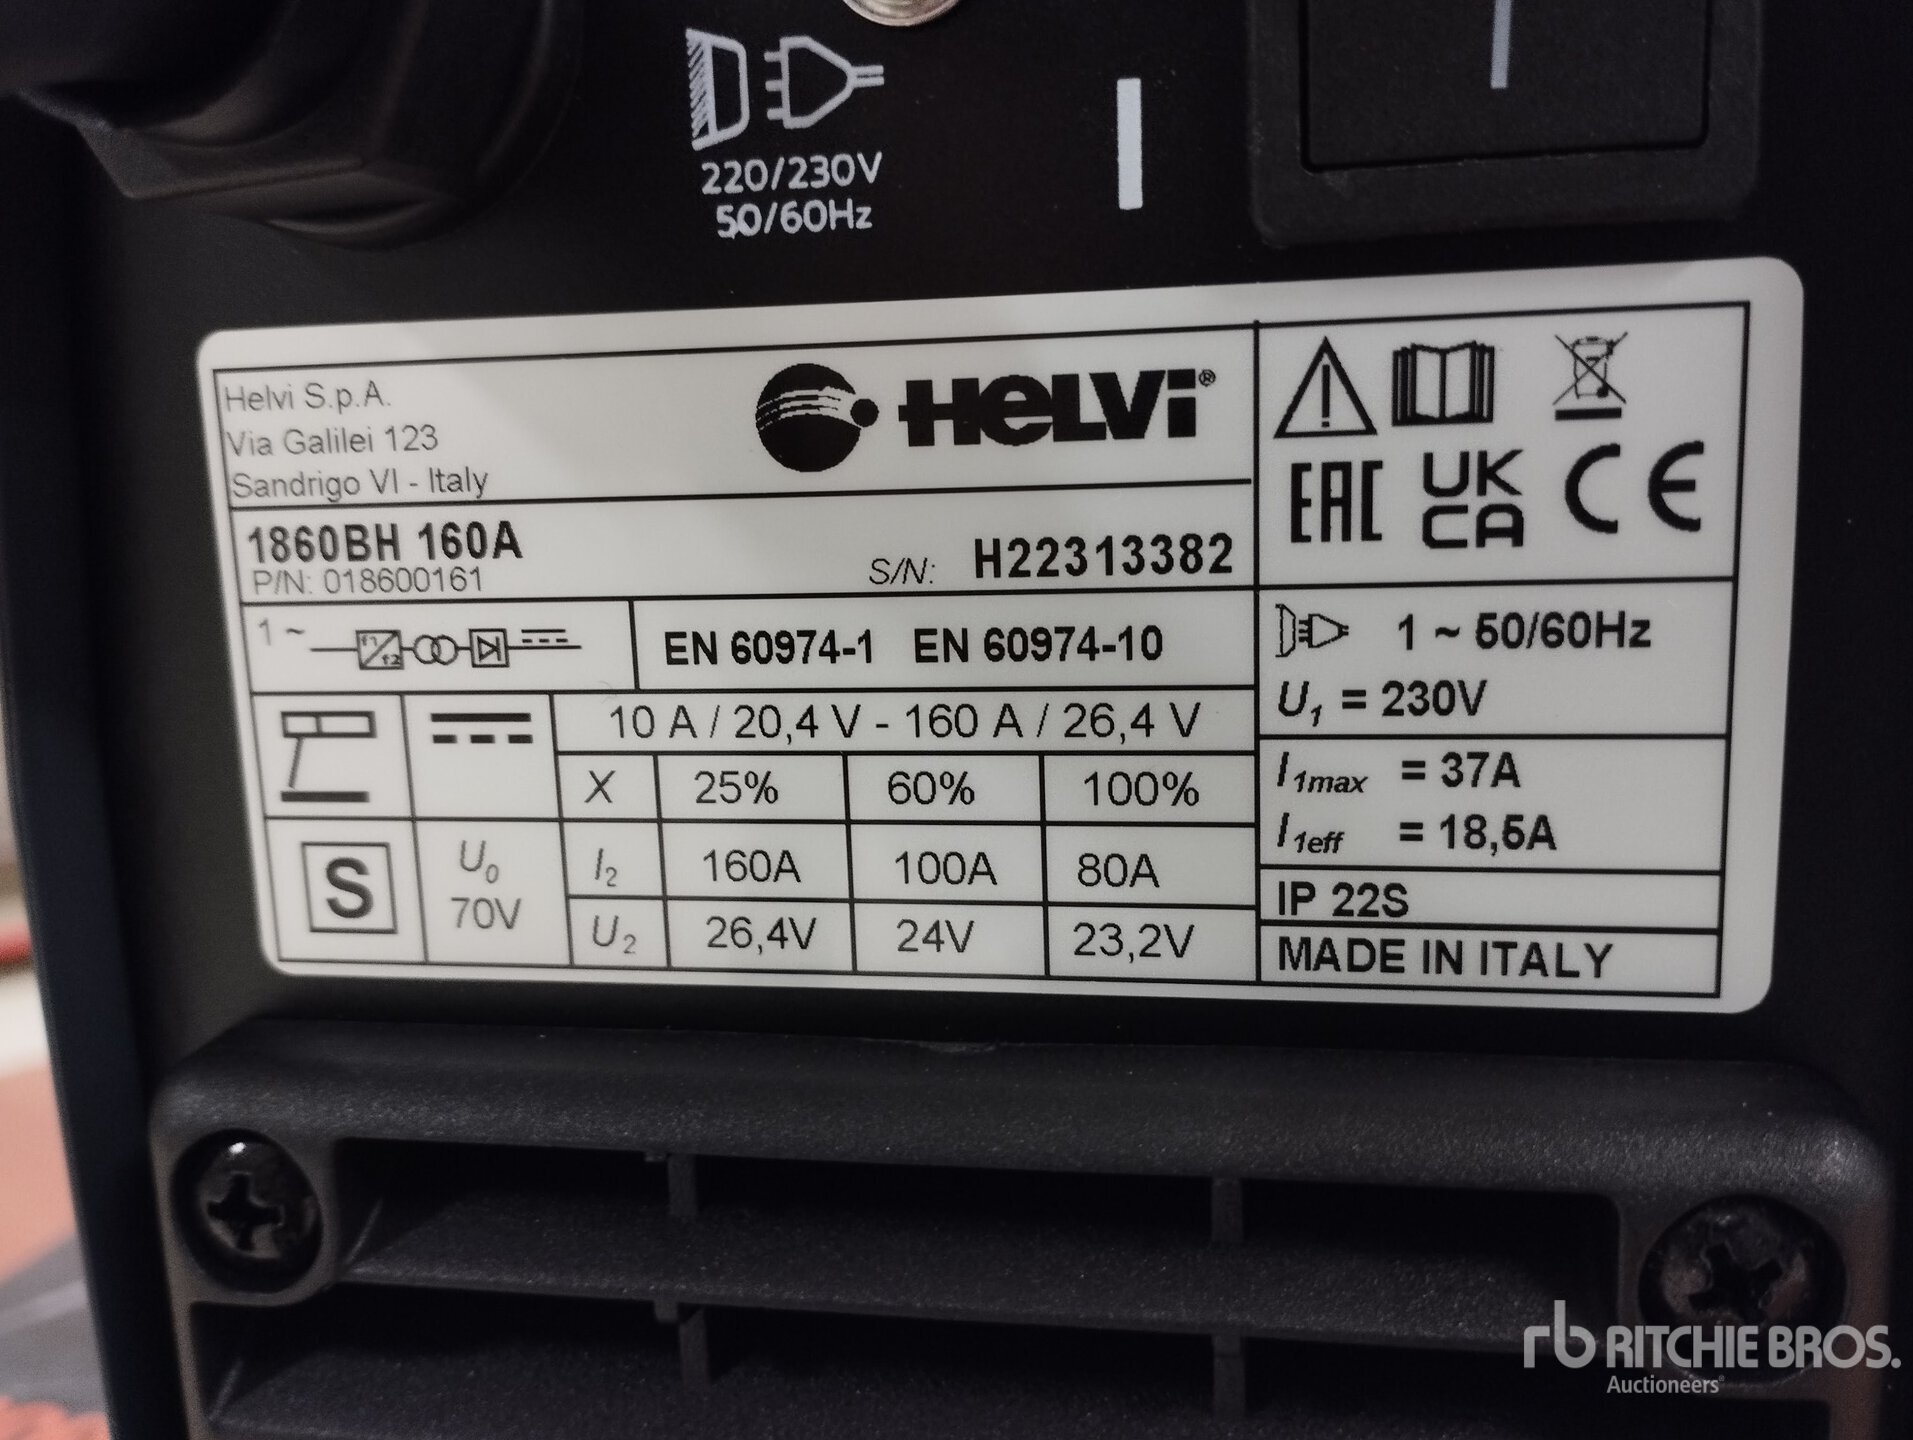 220/230V
50/60Hz
Helvi S.p.A.
Via Galilei 123
Sandrigo VI - Italy
HELVi®
1860BH 160A
P/N: 018600161
S/N: H22313382
EAC UK CA CE
1 ~ f1 f2
EN 60974-1 EN 60974-10
1 ~ 50/60Hz
U1 = 230V
10 A / 20,4 V - 160 A / 26,4 V
X 25% 60% 100%
I1max = 37A
I1eff = 18,5A
S
U0
70V
I2 160A 100A 80A
U2 26,4V 24V 23,2V
IP 22S
MADE IN ITALY
rb RITCHIE BROS.
Auctioneers®